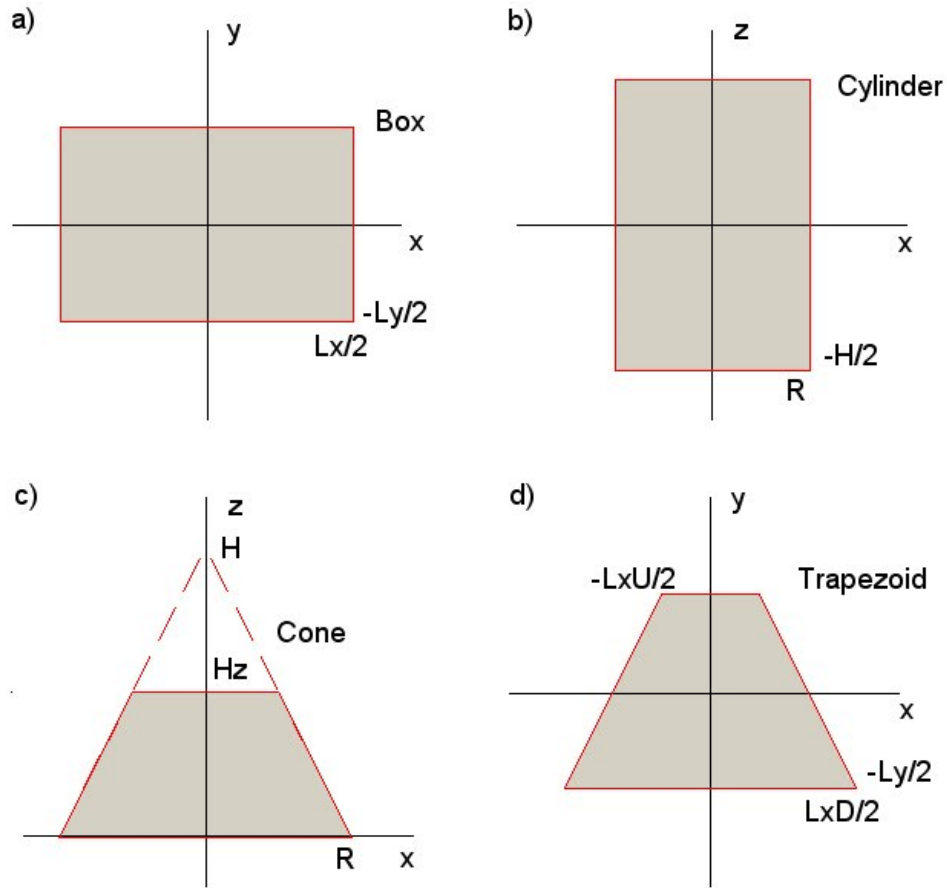 a)
y
Box
x
-Ly/2
Lx/2
b)
z
Cylinder
x
-H/2
R
c)
z
H
Cone
Hz
R
x
d)
y
-LxU/2
Trapezoid
x
-Ly/2
LxD/2